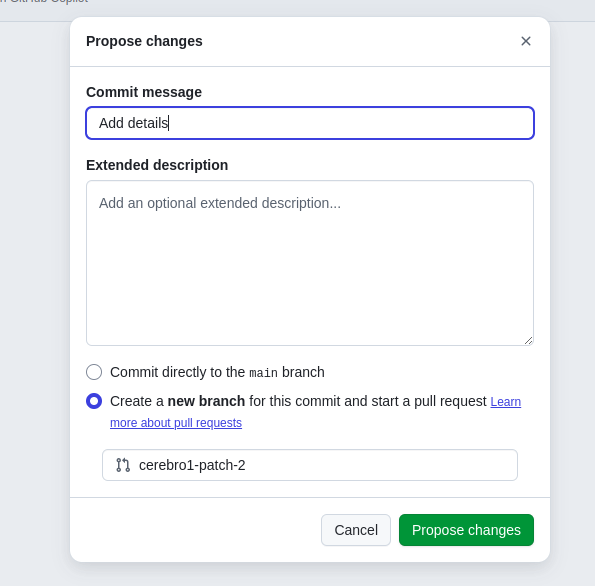 GitHub Copilot
Propose changes
Commit message
Add details
Extended description
Add an optional extended description...
Commit directly to the main branch
Create a new branch for this commit and start a pull request Learn
more about pull requests
cerebro1-patch-2
Cancel
Propose changes